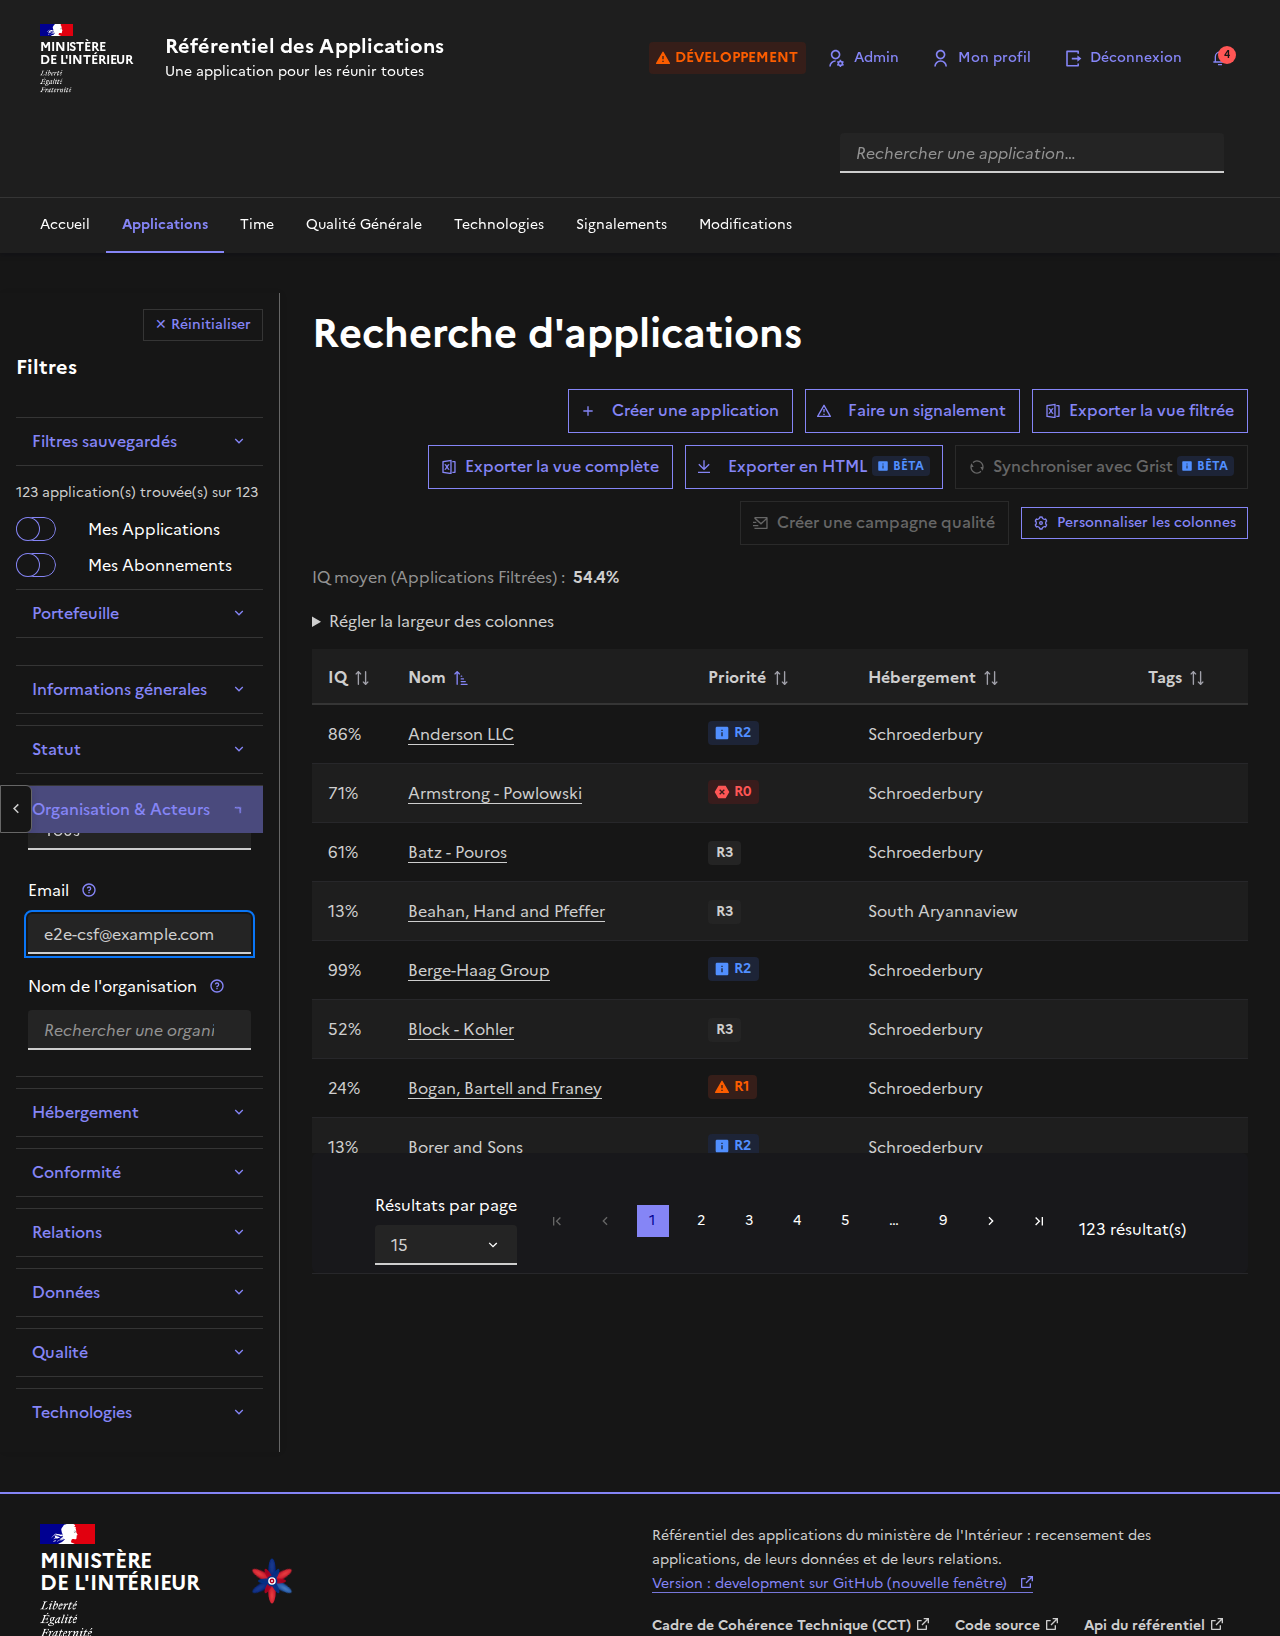 MINISTÈRE
DE L'INTÉRIEUR
Liberté
Égalité
Fraternité
Référentiel des Applications
Une application pour les réunir toutes
DÉVELOPPEMENT
Admin
Mon profil
Déconnexion
4
Rechercher une application…
Accueil
Applications
Time
Qualité Générale
Technologies
Signalements
Modifications
✕ Réinitialiser
Filtres
Filtres sauvegardés
123 application(s) trouvée(s) sur 123
Mes Applications
Mes Abonnements
Portefeuille
Informations génerales
Statut
Organisation & Acteurs
Tous
Email
e2e-csf@example.com
Nom de l'organisation
Rechercher une organi
Hébergement
Conformité
Relations
Données
Qualité
Technologies
Recherche d'applications
Créer une application
Faire un signalement
Exporter la vue filtrée
Exporter la vue complète
Exporter en HTML BÊTA
Synchroniser avec Grist BÊTA
Créer une campagne qualité
Personnaliser les colonnes
IQ moyen (Applications Filtrées) : 54.4%
Régler la largeur des colonnes
IQ Nom Priorité Hébergement Tags
86% Anderson LLC R2 Schroederbury
71% Armstrong - Powlowski R0 Schroederbury
61% Batz - Pouros R3 Schroederbury
13% Beahan, Hand and Pfeffer R3 South Aryannaview
99% Berge-Haag Group R2 Schroederbury
52% Block - Kohler R3 Schroederbury
24% Bogan, Bartell and Franey R1 Schroederbury
13% Borer and Sons R2 Schroederbury
Résultats par page
15
1 2 3 4 5 … 9
123 résultat(s)
MINISTÈRE
DE L'INTÉRIEUR
Liberté
Égalité
Fraternité
Référentiel des applications du ministère de l'Intérieur : recensement des
applications, de leurs données et de leurs relations.
Version : development sur GitHub (nouvelle fenêtre)
Cadre de Cohérence Technique (CCT)
Code source
Api du référentiel